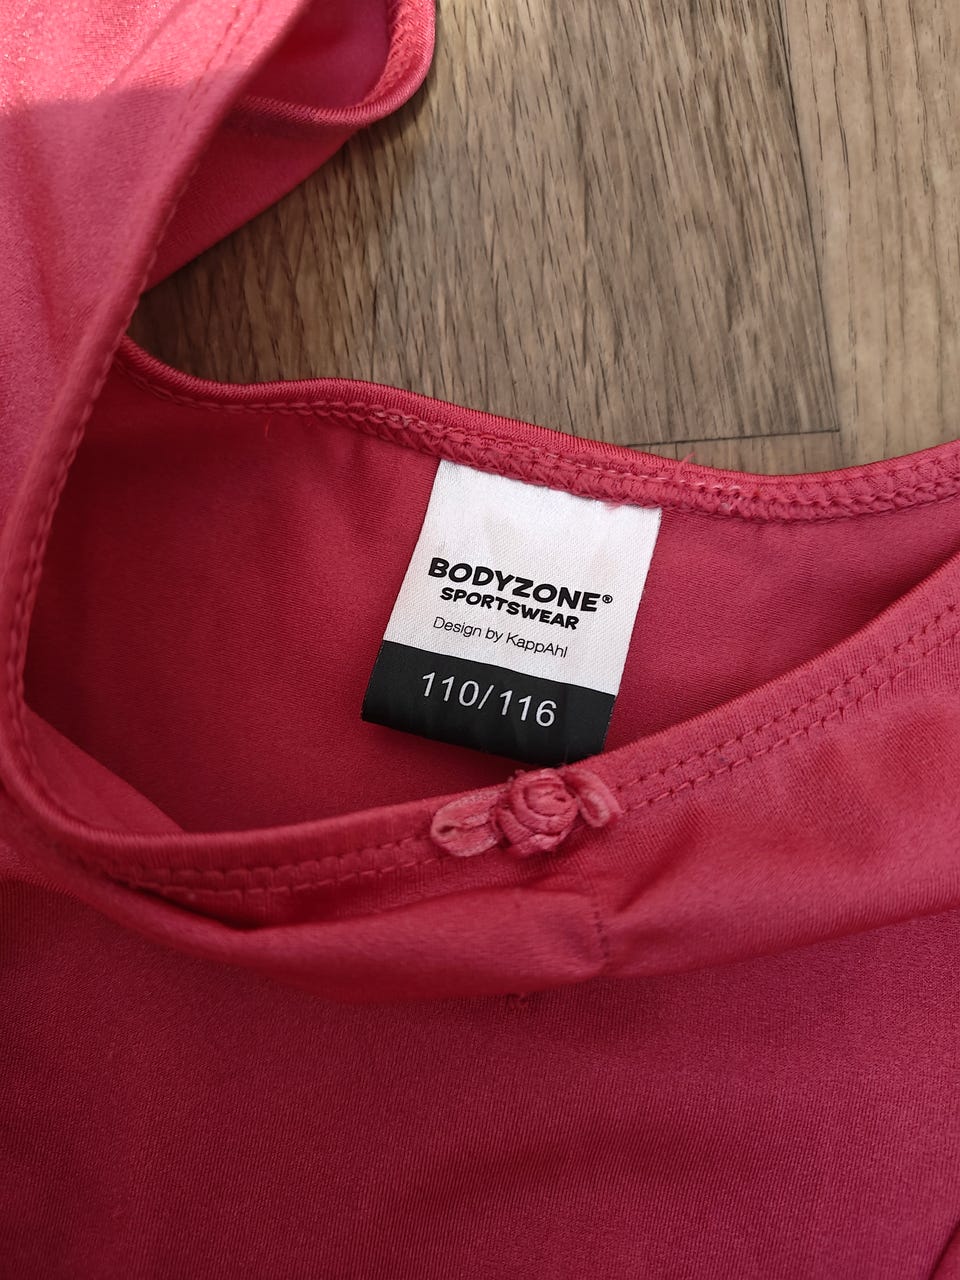 BODYZONE®
SPORTSWEAR
Design by KappAhl
110/116